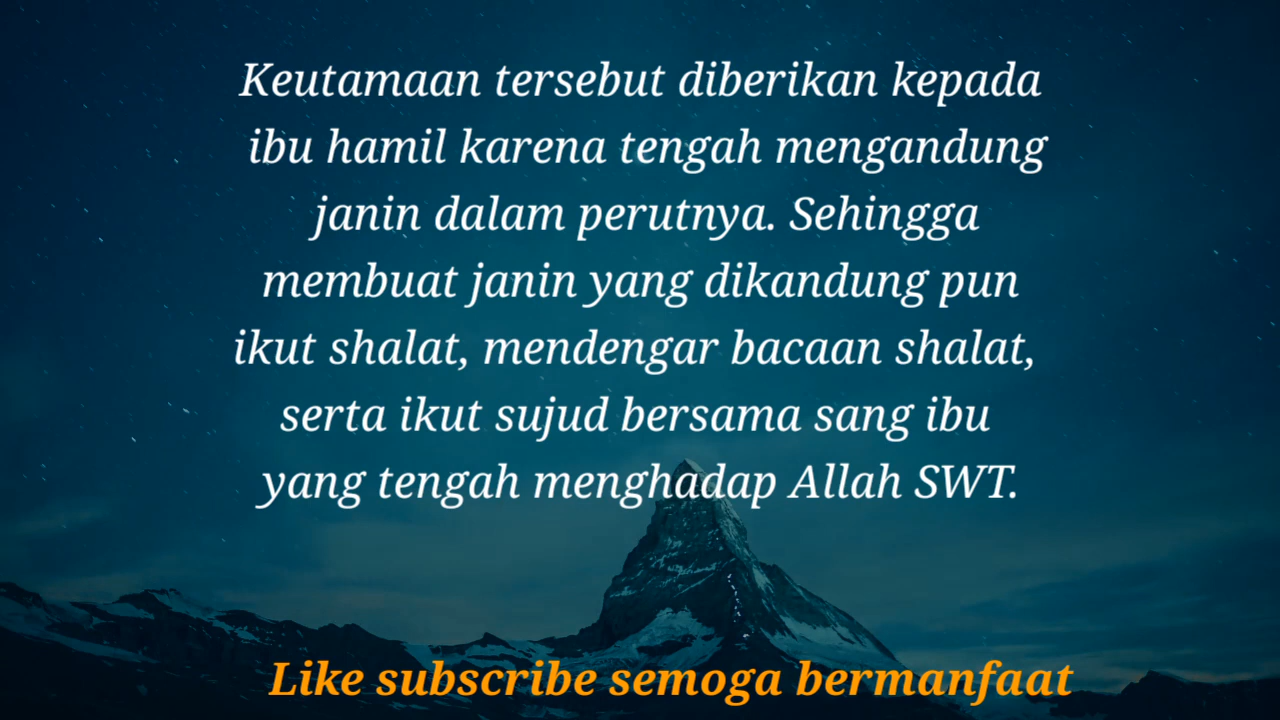 Keutamaan tersebut diberikan kepada
ibu hamil karena tengah mengandung
janin dalam perutnya. Sehingga
membuat janin yang dikandung pun
ikut shalat, mendengar bacaan shalat,
serta ikut sujud bersama sang ibu
yang tengah menghadap Allah SWT.
Like subscribe semoga bermanfaat